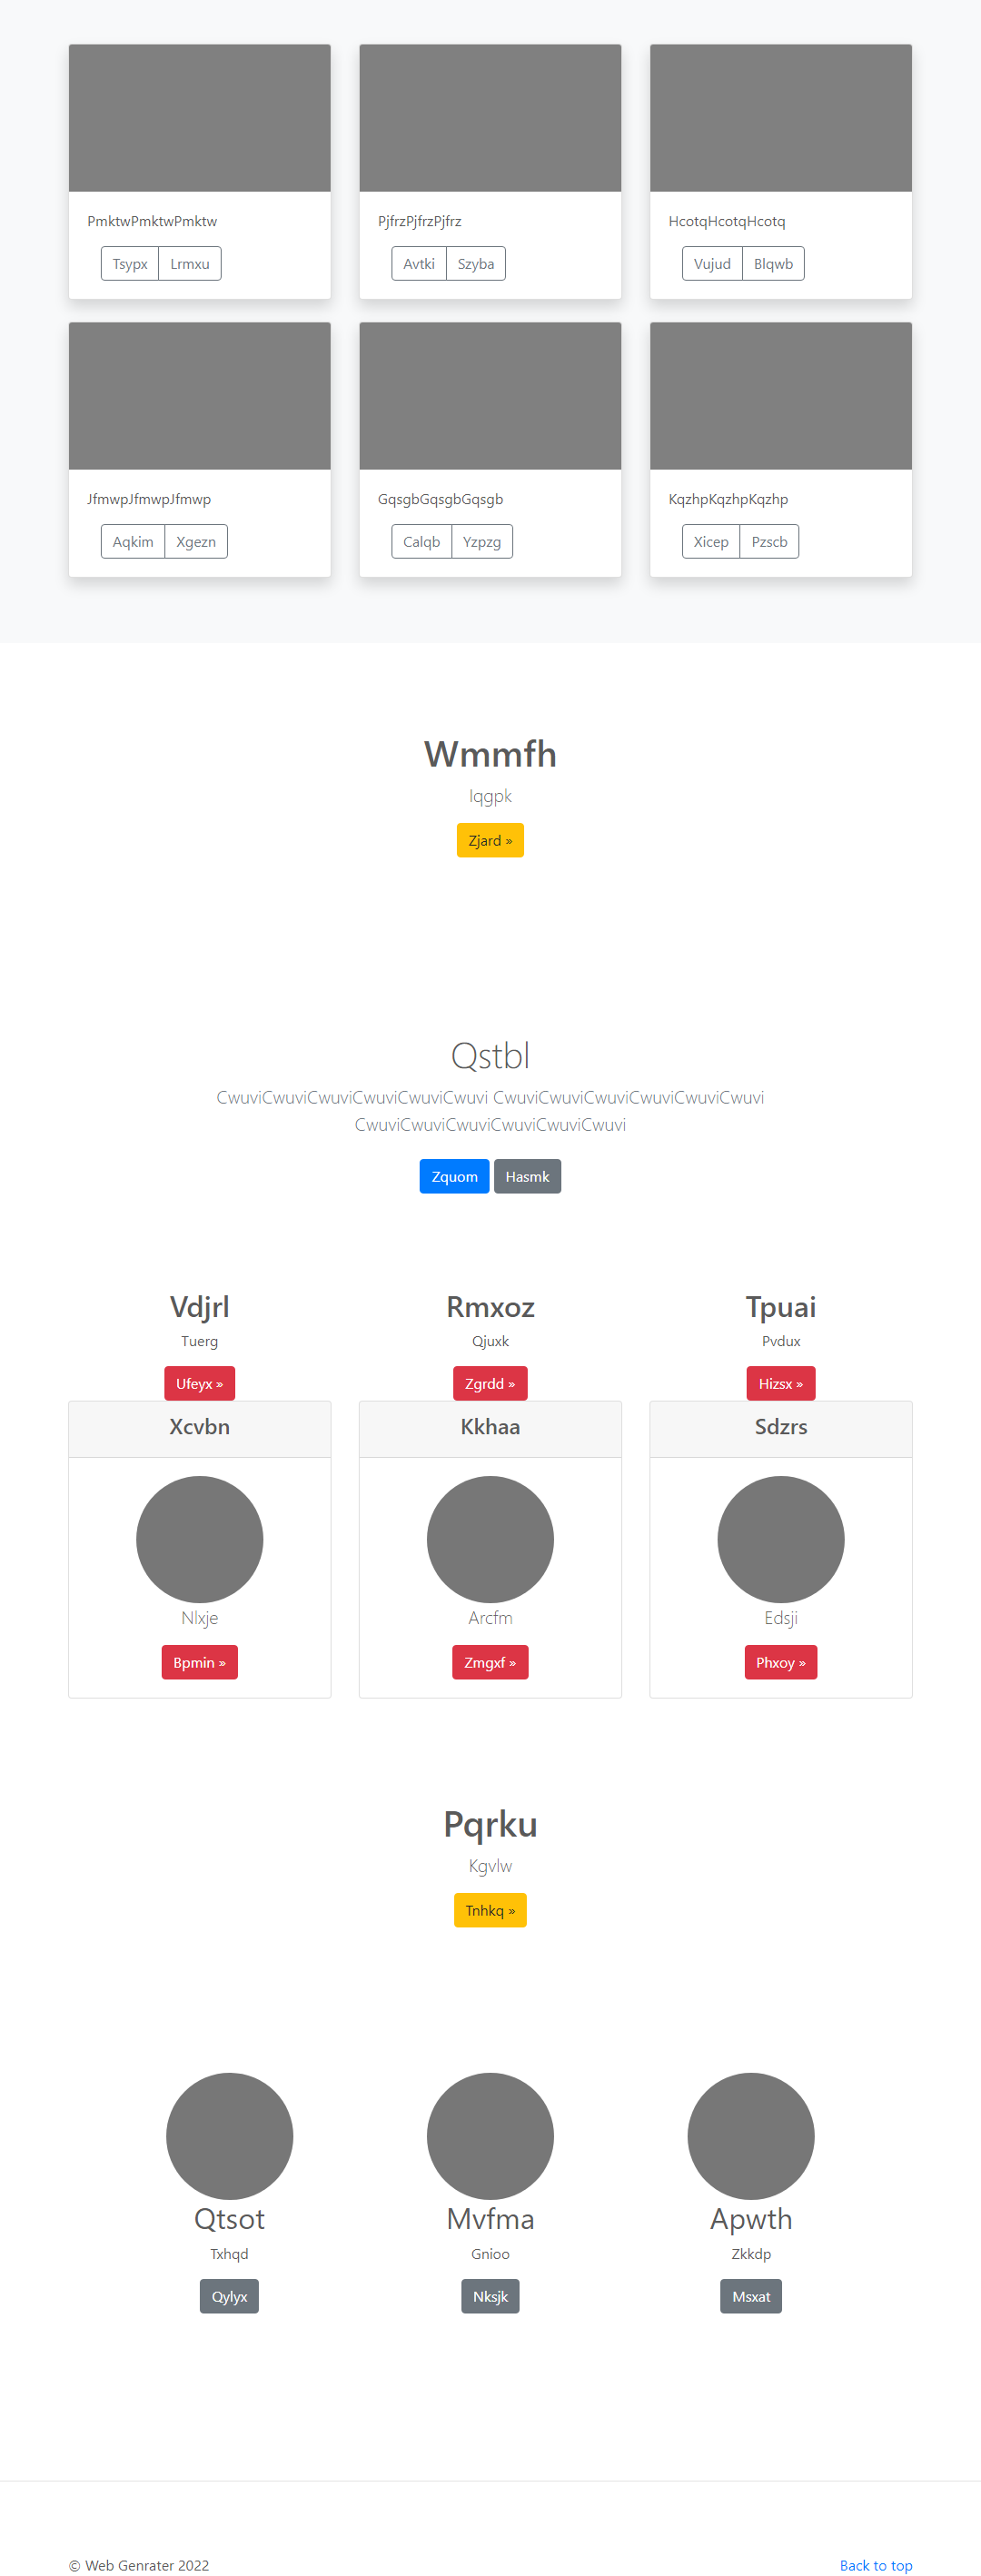 PmktwPmktwPmktw PjfrzPjfrzPjfrz HcotqHcotqHcotq
Tsypx Lrmxu Avtki Szyba Vujud Blqwb
JfmwpJfmwpJfmwp GqsgbGqsgbGqsgb KqzhpKqzhpKqzhp
Aqkim Xgezn Calqb Yzpzg Xicep Pzscb
Wmmfh
Iqgpk
Zjard »
Qstbl
CwuviCwuviCwuviCwuviCwuviCwuvi CwuviCwuviCwuviCwuviCwuviCwuvi
CwuviCwuviCwuviCwuviCwuviCwuvi
Zquom Hasmk
Vdjrl Rmxoz Tpuai
Tuerg Qjuxk Pvdux
Ufeyx » Zgrdd » Hizsx »
Xcvbn Kkhaa Sdzrs
Nlxje Arcfm Edsji
Bpmin » Zmgxf » Phxoy »
Pqrku
Kgvlw
Tnhkq »
Qtsot Mvfma Apwth
Txhqd Gnioo Zkkdp
Qylyx Nksjk Msxat
© Web Genrater 2022 Back to top